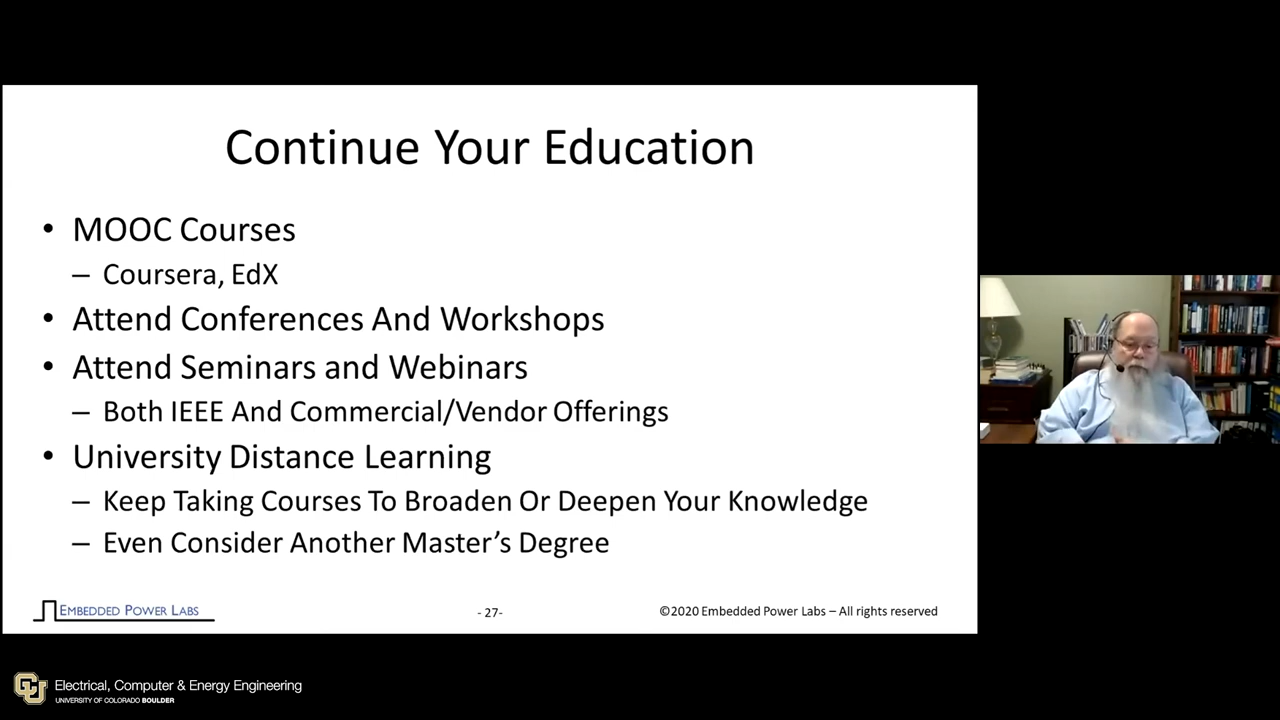 Continue Your Education
• MOOC Courses
– Coursera, EdX
• Attend Conferences And Workshops
• Attend Seminars and Webinars
– Both IEEE And Commercial/Vendor Offerings
• University Distance Learning
– Keep Taking Courses To Broaden Or Deepen Your Knowledge
– Even Consider Another Master’s Degree
EMBEDDED POWER LABS
- 27-
©2020 Embedded Power Labs – All rights reserved
CU
Electrical, Computer & Energy Engineering
UNIVERSITY OF COLORADO BOULDER